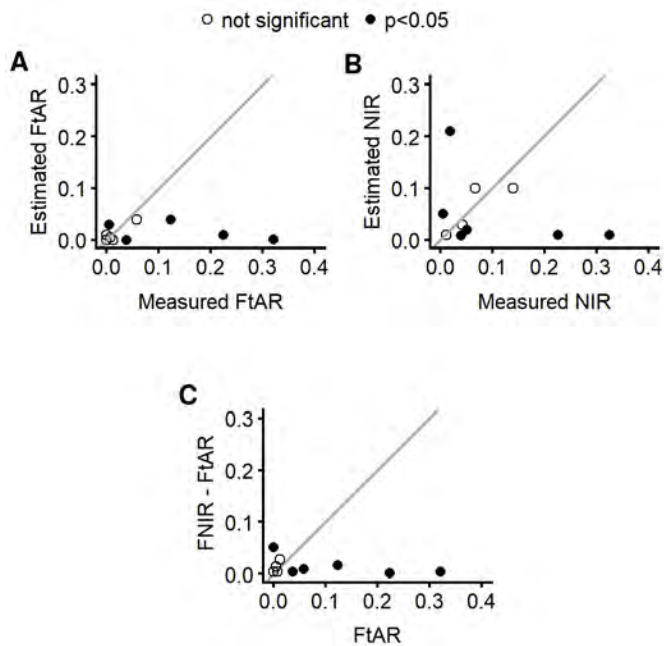 not significant p<0.05
A
Estimated FtAR
0.3
0.2
0.1
0.0
0.0 0.1 0.2 0.3 0.4
Measured FtAR
B
Estimated NIR
0.3
0.2
0.1
0.0
0.0 0.1 0.2 0.3 0.4
Measured NIR
C
FNIR - FtAR
0.3
0.2
0.1
0.0
0.0 0.1 0.2 0.3 0.4
FtAR